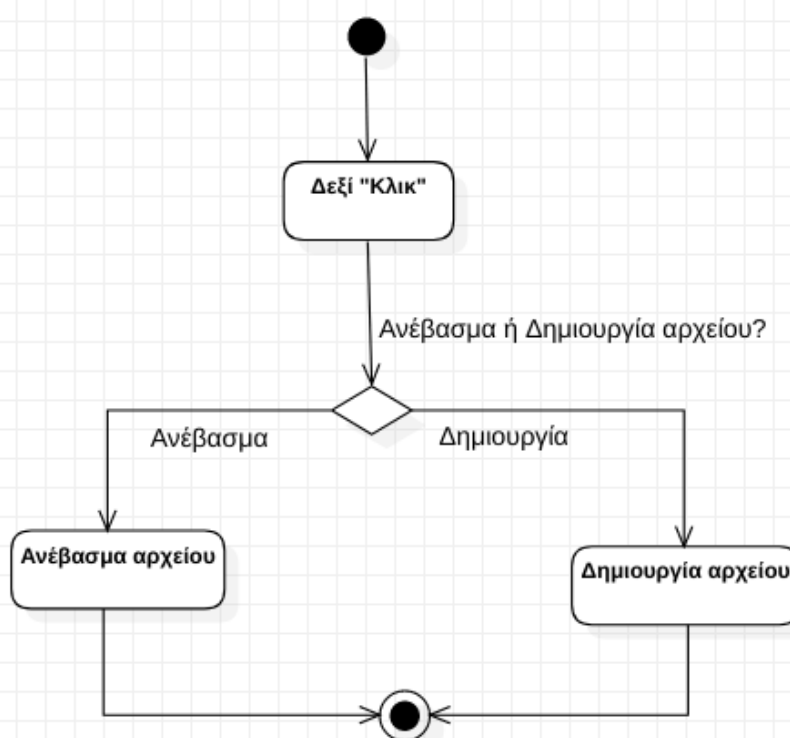 Δεξί "Κλικ"
Ανέβασμα ή Δημιουργία αρχείου?
Ανέβασμα
Δημιουργία
Ανέβασμα αρχείου
Δημιουργία αρχείου